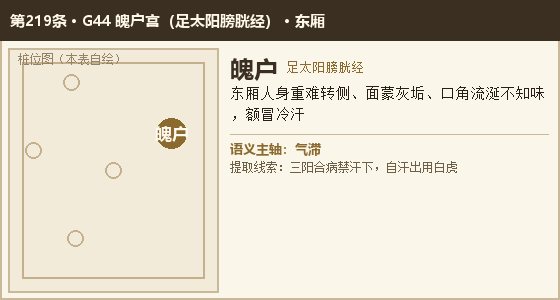 第219条・G44 魄户宫（足太阳膀胱经）・东厢
桩位图（本表自绘）
魄户
魄户 足太阳膀胱经
东厢人身重难转侧、面蒙灰垢、口角流涎不知味
，额冒冷汗
语义主轴：气滞
提取线索：三阳合病禁汗下，自汗出用白虎